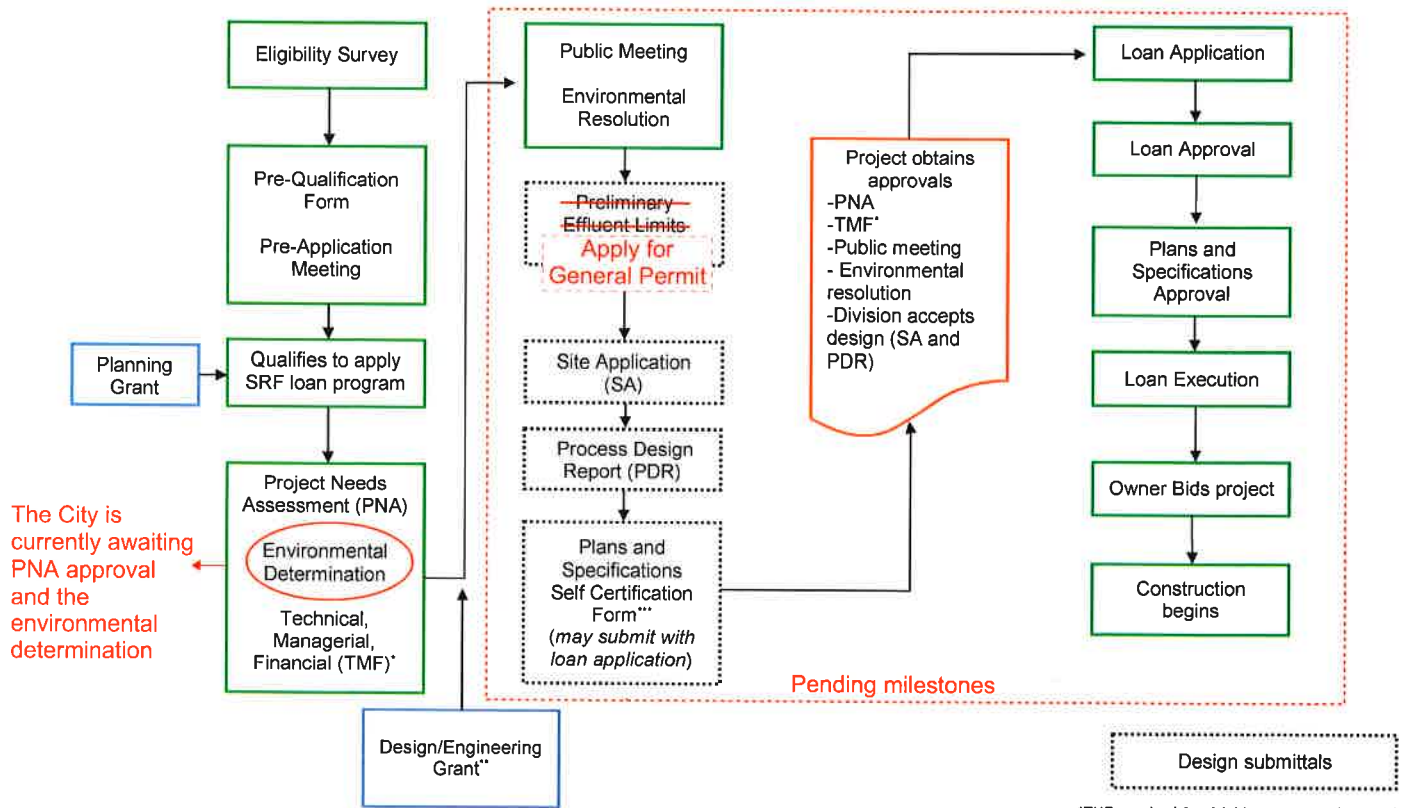 Eligibility Survey
Pre-Qualification
Form
Pre-Application
Meeting
Planning
Grant
Qualifies to apply
SRF loan program
Project Needs
Assessment (PNA)
Environmental
Determination
Technical,
Managerial,
Financial (TMF)*
The City is
currently awaiting
PNA approval
and the
environmental
determination
Design/Engineering
Grant**
Public Meeting
Environmental
Resolution
Preliminary
Effluent Limits
Apply for
General Permit
Site Application
(SA)
Process Design
Report (PDR)
Plans and
Specifications
Self Certification
Form***
(may submit with
loan application)
Project obtains
approvals
-PNA
-TMF*
-Public meeting
- Environmental
resolution
-Division accepts
design (SA and
PDR)
Loan Application
Loan Approval
Plans and
Specifications
Approval
Loan Execution
Owner Bids project
Construction
begins
Pending milestones
Design submittals